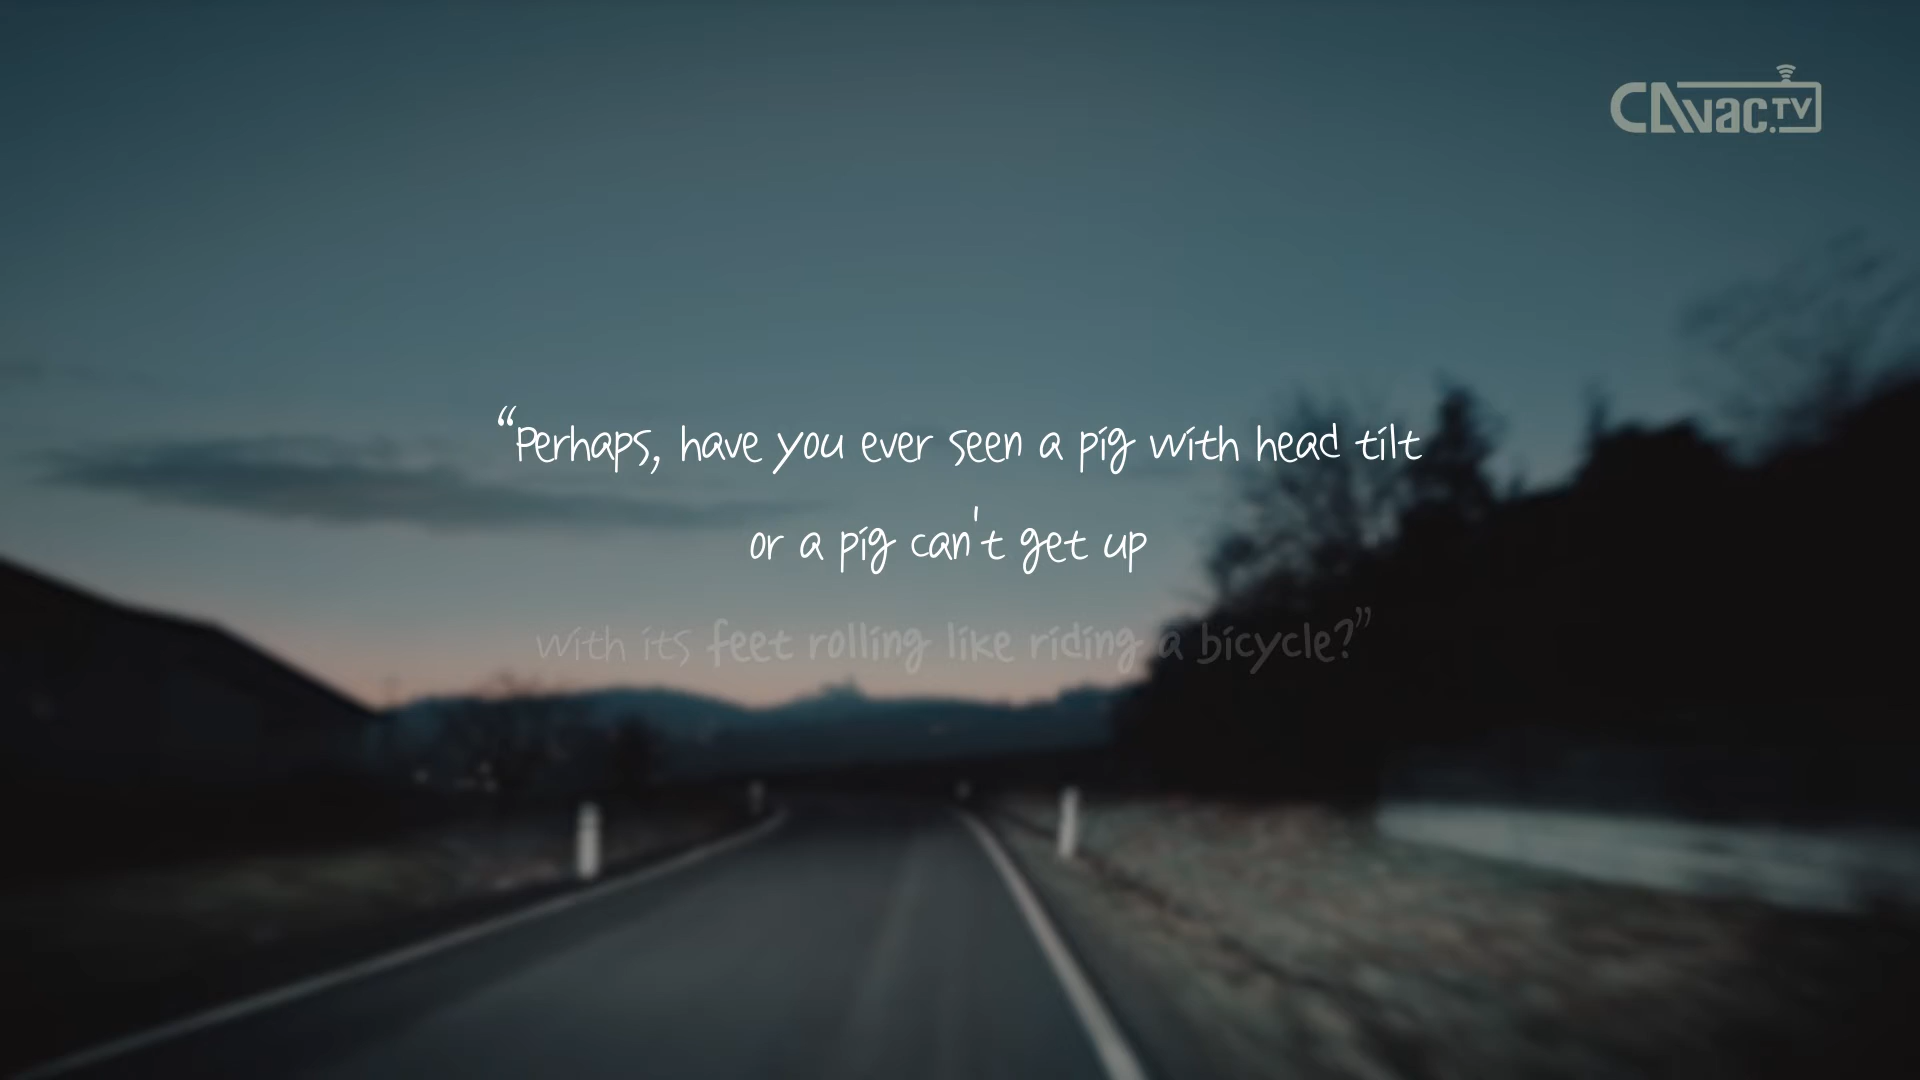 CAvac.TV
“Perhaps, have you ever seen a pig with head tilt
or a pig can't get up
with its feet rolling like riding a bicycle?”